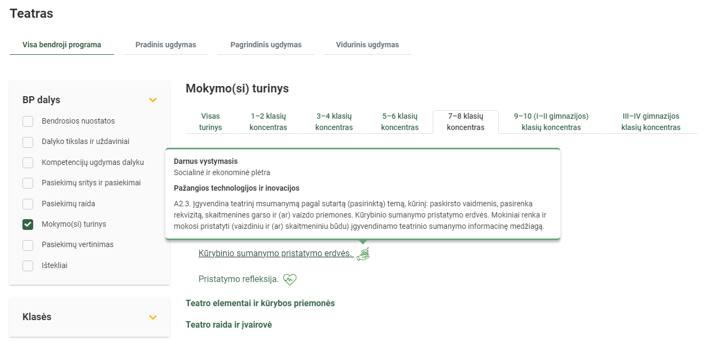 Teatras
Visa bendroji programa
Pradinis ugdymas
Pagrindinis ugdymas
Vidurinis ugdymas
BP dalys
Bendrosios nuostatos
Dalyko tikslas ir uždaviniai
Kompetencijų ugdymas dalyku
Pasiekimų sritys ir pasiekimai
Pasiekimų raida
Mokymo(si) turinys
Pasiekimų vertinimas
Ištekliai
Klasės
Mokymo(si) turinys
Visas turinys
1–2 klasių koncentras
3–4 klasių koncentras
5–6 klasių koncentras
7–8 klasių koncentras
9–10 (I–II gimnazijos) klasių koncentras
III–IV gimnazijos klasių koncentras
Darnus vystymasis
Socialinė ir ekonominė plėtra
Pažangios technologijos ir inovacijos
A2.3. Įgyvendina teatrinį msumanymą pagal sutartą (pasirinktą) temą, kūrinį: paskirsto vaidmenis, pasirenka
rekvizitą, skaitmenines garso ir (ar) vaizdo priemones. Kūrybinio sumanymo pristatymo erdvės. Mokiniai renka ir
mokosi pristatyti (vaizdiniu ir (ar) skaitmeniniu būdu) įgyvendinamo teatrinio sumanymo informacinę medžiagą.
Kūrybinio sumanymo pristatymo erdvės.
Pristatymo refleksija.
Teatro elementai ir kūrybos priemonės
Teatro raida ir įvairovė